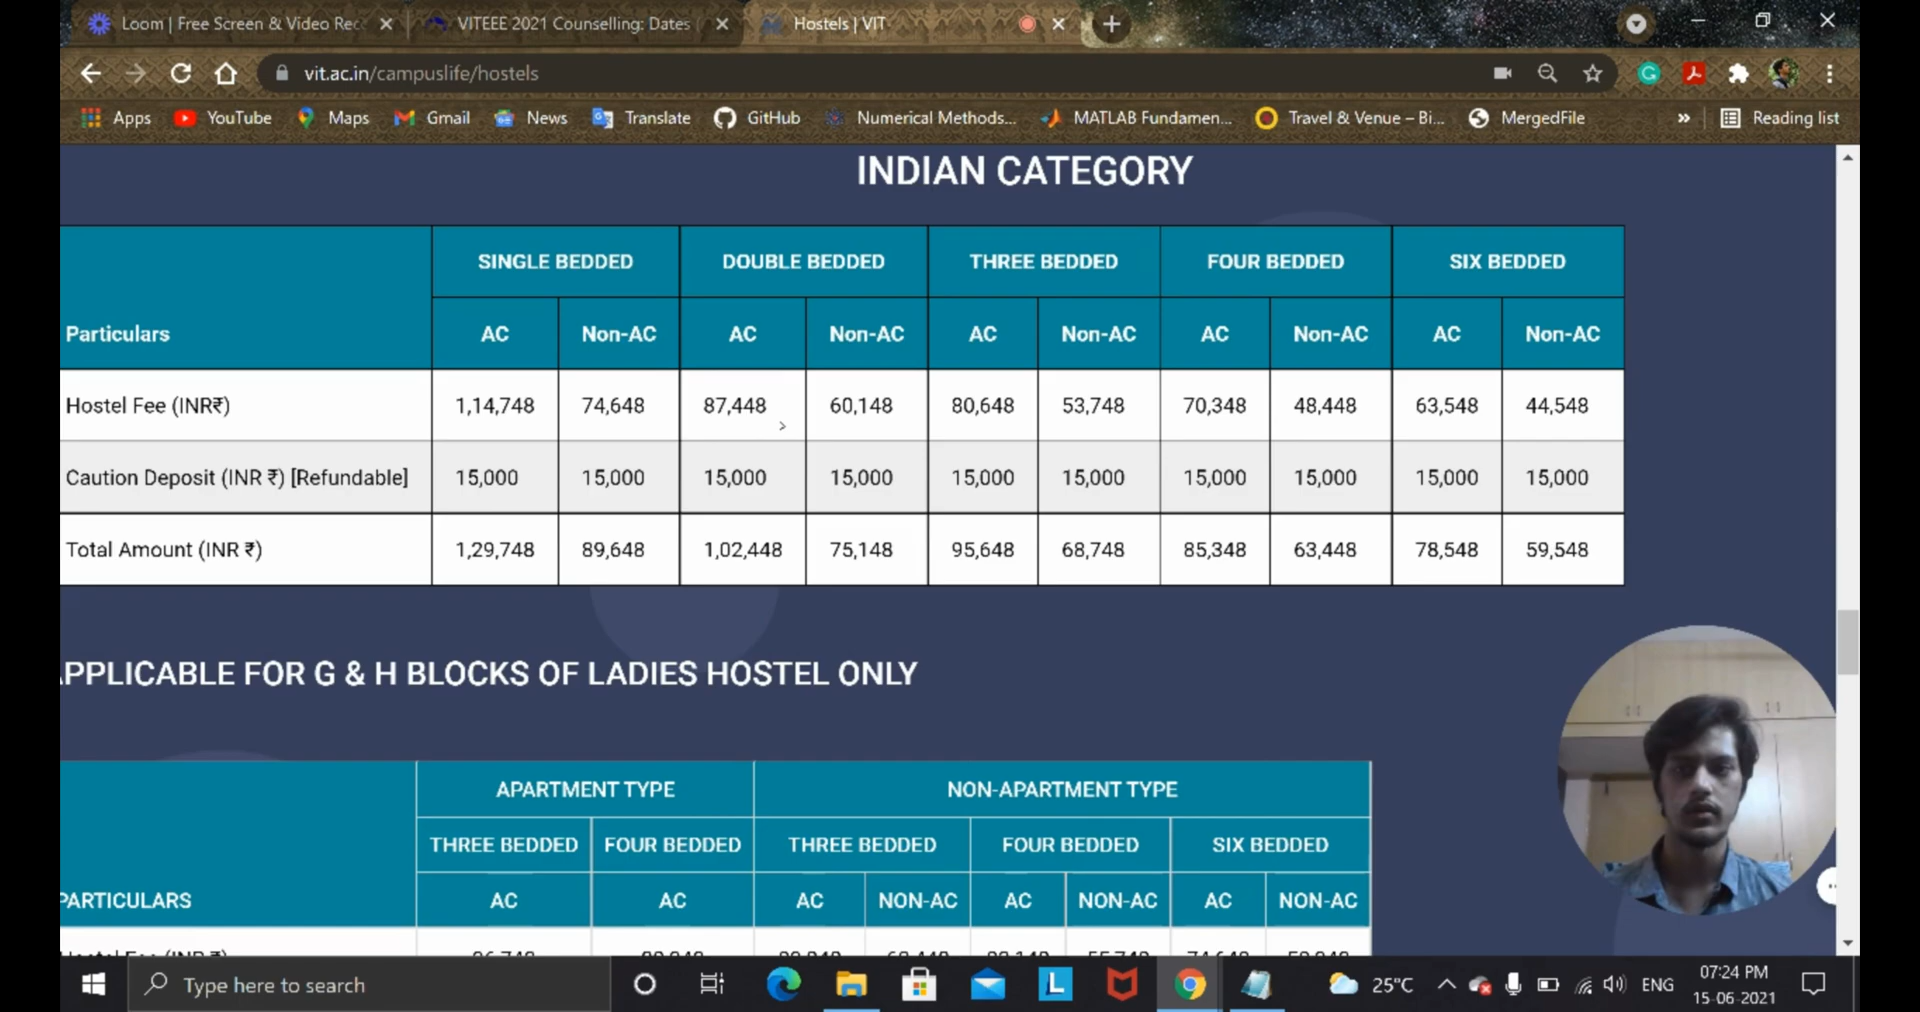 Loom | Free Screen & Video Rec
VITEEE 2021 Counselling: Dates
Hostels | VIT
vit.ac.in/campuslife/hostels
Apps YouTube Maps Gmail News Translate GitHub Numerical Methods... MATLAB Fundamen... Travel & Venue – Bi... MergedFile » Reading list
INDIAN CATEGORY
SINGLE BEDDED DOUBLE BEDDED THREE BEDDED FOUR BEDDED SIX BEDDED
Particulars AC Non-AC AC Non-AC AC Non-AC AC Non-AC AC Non-AC
Hostel Fee (INR₹) 1,14,748 74,648 87,448 60,148 80,648 53,748 70,348 48,448 63,548 44,548
Caution Deposit (INR ₹) [Refundable] 15,000 15,000 15,000 15,000 15,000 15,000 15,000 15,000 15,000 15,000
Total Amount (INR ₹) 1,29,748 89,648 1,02,448 75,148 95,648 68,748 85,348 63,448 78,548 59,548
PPLICABLE FOR G & H BLOCKS OF LADIES HOSTEL ONLY
APARTMENT TYPE NON-APARTMENT TYPE
THREE BEDDED FOUR BEDDED THREE BEDDED FOUR BEDDED SIX BEDDED
PARTICULARS AC AC AC NON-AC AC NON-AC AC NON-AC
Type here to search
25°C ENG
07:24 PM
15-06-2021